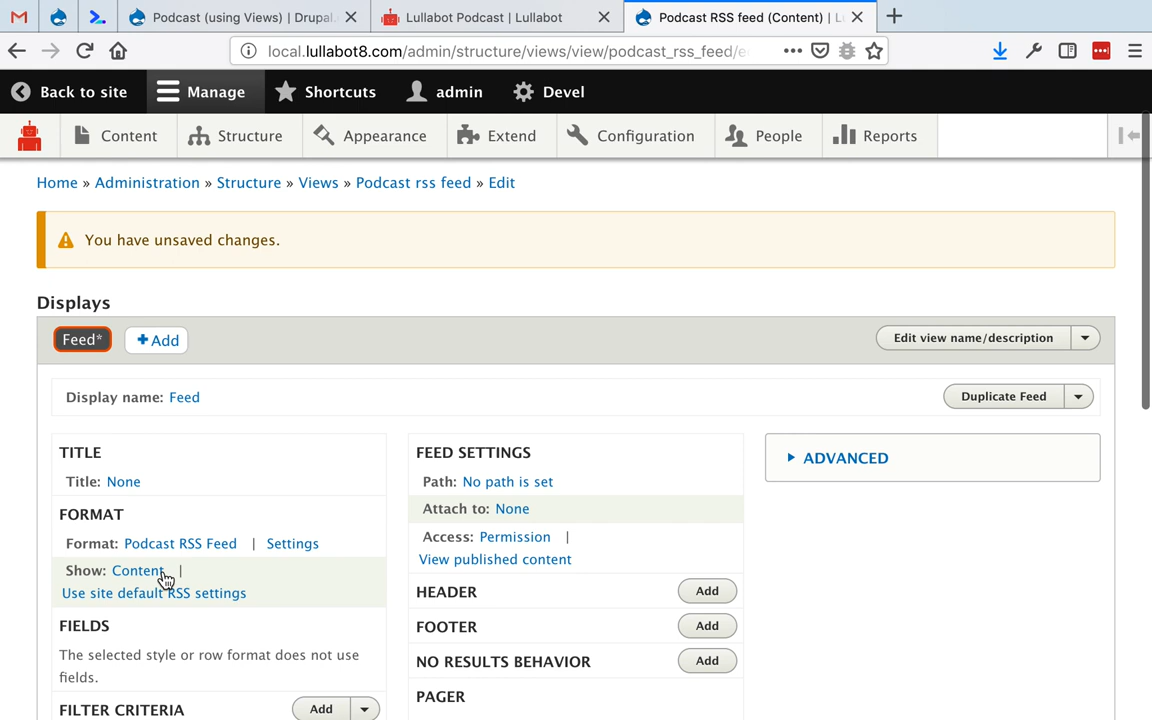 Podcast (using Views) | Drupal.
Lullabot Podcast | Lullabot
Podcast RSS feed (Content) | Lu
local.lullabot8.com/admin/structure/views/view/podcast_rss_feed/e
Back to site
Manage
Shortcuts
admin
Devel
Content
Structure
Appearance
Extend
Configuration
People
Reports
Home » Administration » Structure » Views » Podcast rss feed » Edit
You have unsaved changes.
Displays
Feed*
+ Add
Edit view name/description
Display name: Feed
Duplicate Feed
TITLE
Title: None
FORMAT
Format: Podcast RSS Feed | Settings
Show: Content |
Use site default RSS settings
FIELDS
The selected style or row format does not use
fields.
FILTER CRITERIA
Add
FEED SETTINGS
Path: No path is set
Attach to: None
Access: Permission |
View published content
HEADER
Add
FOOTER
Add
NO RESULTS BEHAVIOR
Add
PAGER
ADVANCED